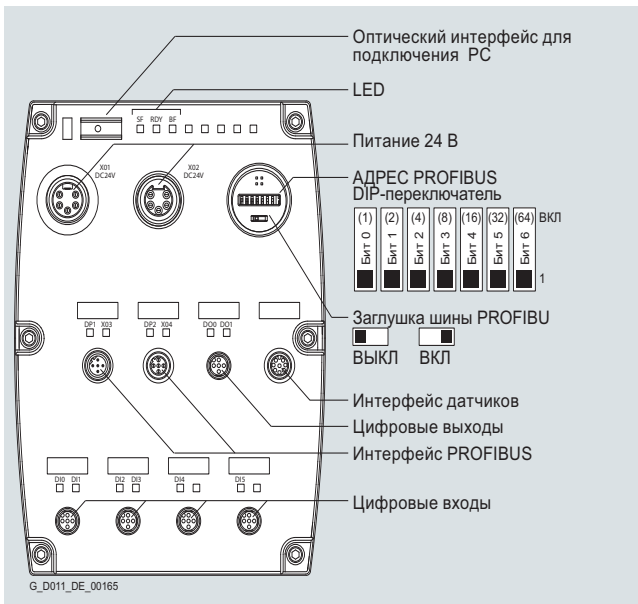 Оптический интерфейс для
подключения PC
LED
SF RDY BF
Питание 24 В
X01
DC24V
X02
DC24V
АДРЕС PROFIBUS
DIP-переключатель
(1) (2) (4) (8) (16) (32) (64) ВКЛ
Бит 0 Бит 1 Бит 2 Бит 3 Бит 4 Бит 5 Бит 6
1
Заглушка шины PROFIBU
ВЫКЛ ВКЛ
DP1 X03 DP2 X04 DO0 DO1
Интерфейс датчиков
Цифровые выходы
Интерфейс PROFIBUS
DI0 DI1 DI2 DI3 DI4 DI5
Цифровые входы
G_D011_DE_00165